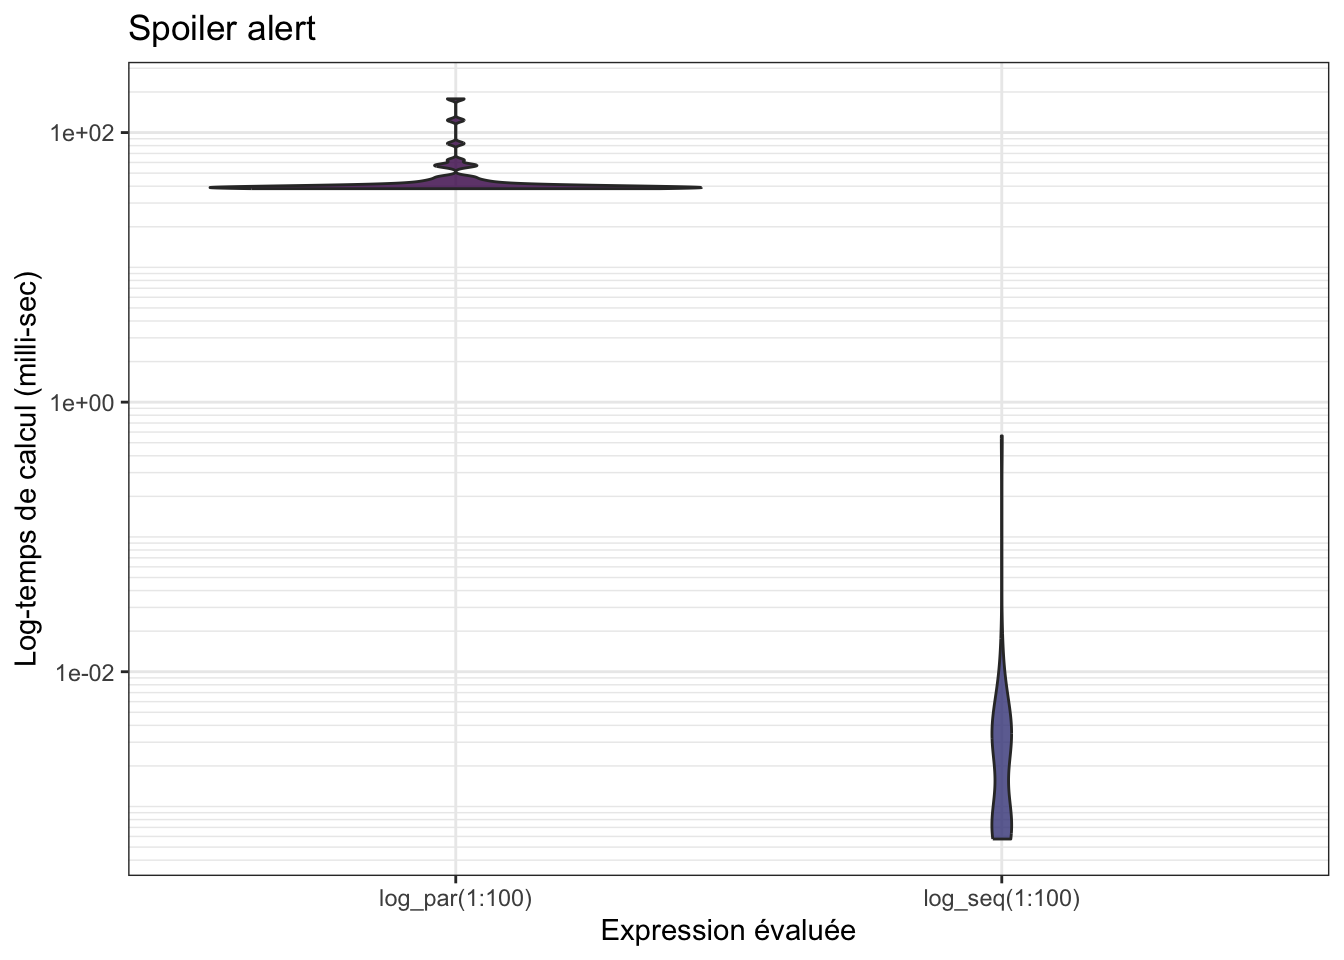 Spoiler alert
1e+02
1e+00
1e-02
Log-temps de calcul (milli-sec)
log_par(1:100)
log_seq(1:100)
Expression évaluée